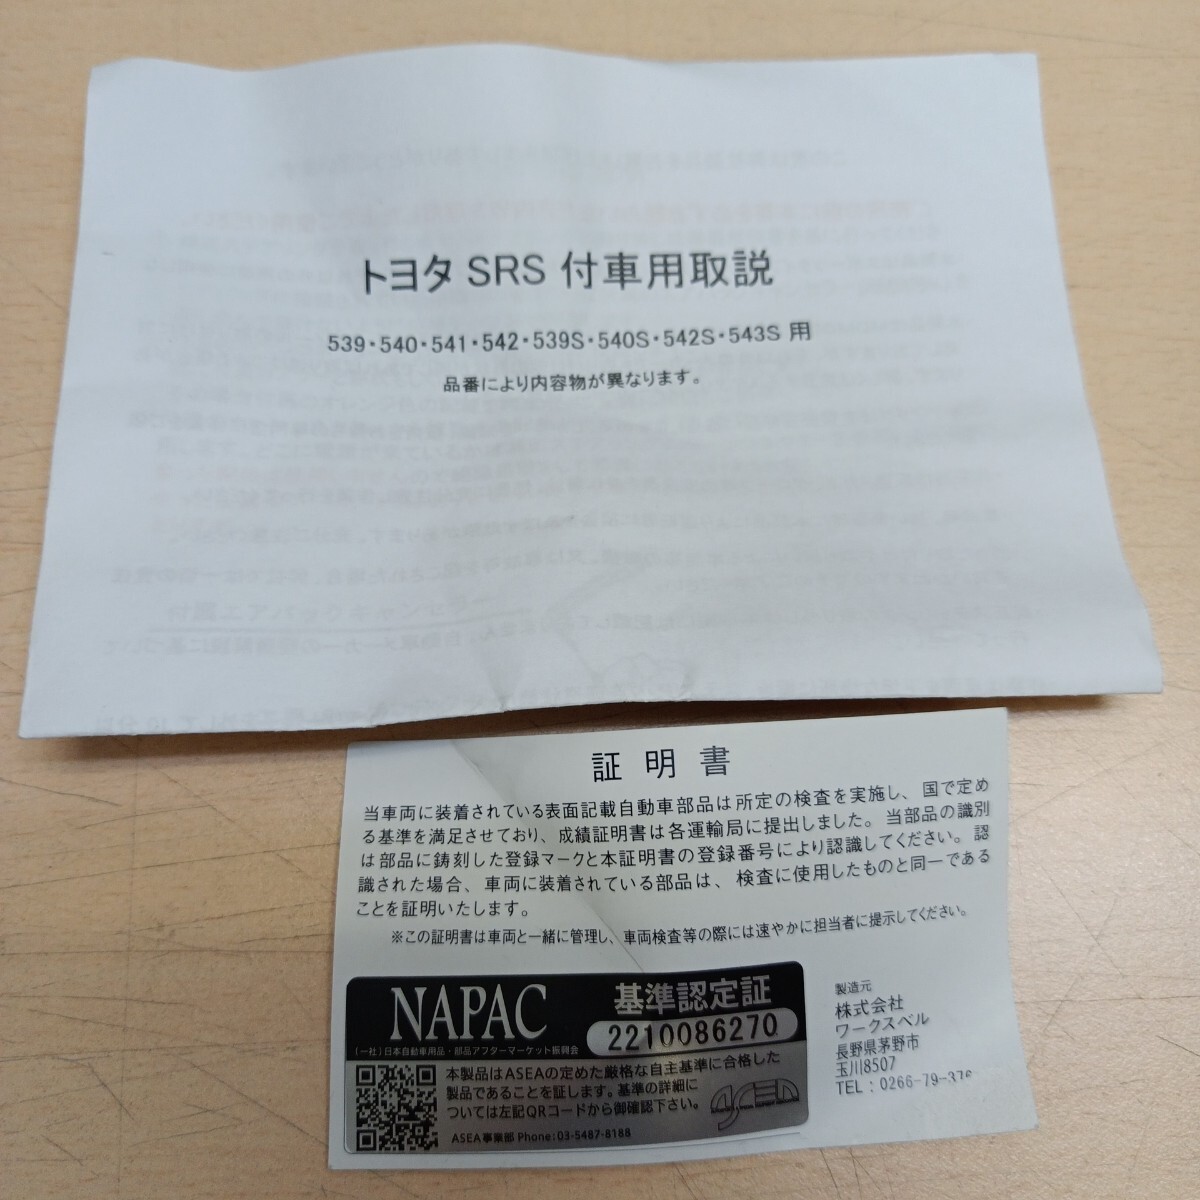 トヨタ SRS 付車用取説
539・540・541・542・539S・540S・542S・543S 用
品番により内容物が異なります。
証明書
当車両に装着されている表面記載自動車部品は所定の検査を実施し、国で定め
る基準を満足させており、成績証明書は各運輸局に提出しました。当部品の識別
は部品に鋳刻した登録マークと本証明書の登録番号により認識してください。認
識された場合、車両に装着されている部品は、検査に使用したものと同一である
ことを証明いたします。
※この証明書は車両と一緒に管理し、車両検査等の際には速やかに担当者に提示してください。
NAPAC
(一社)日本自動車用品・部品アフターマーケット振興会
基準認定証
2210086270
本製品はASEAの定めた厳格な自主基準に合格した
製品であることを証します。基準の詳細に
ついては左記QRコードから御確認下さい。
ASEA事業部 Phone:03-5487-8188
ASEA
製造元
株式会社
ワークスベル
長野県茅野市
玉川8507
TEL : 0266-79-376